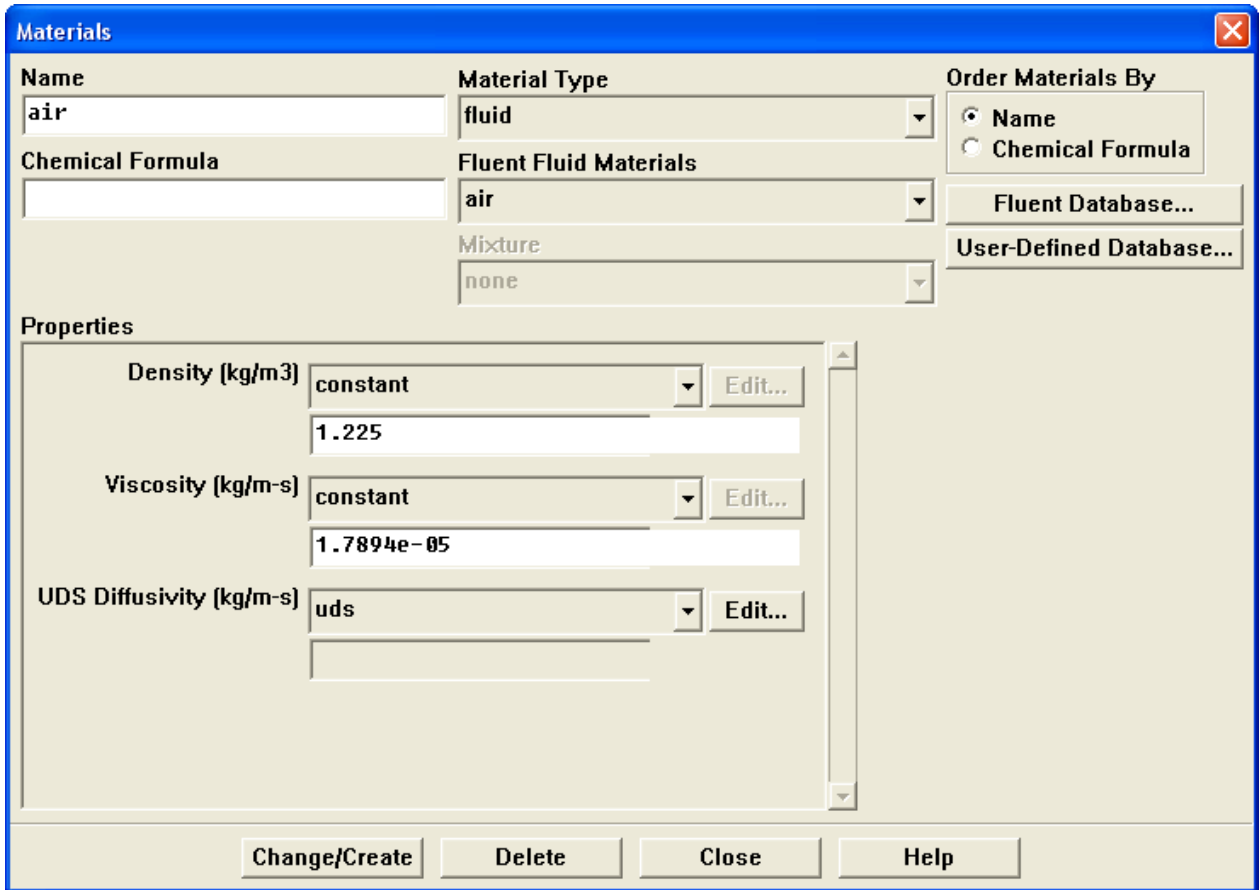 Materials
Name
air
Chemical Formula
Material Type
fluid
Fluent Fluid Materials
air
Mixture
none
Order Materials By
Name
Chemical Formula
Fluent Database...
User-Defined Database...
Properties
Density (kg/m3)
constant
Edit...
1.225
Viscosity (kg/m-s)
constant
Edit...
1.7894e-05
UDS Diffusivity (kg/m-s)
uds
Edit...
Change/Create
Delete
Close
Help